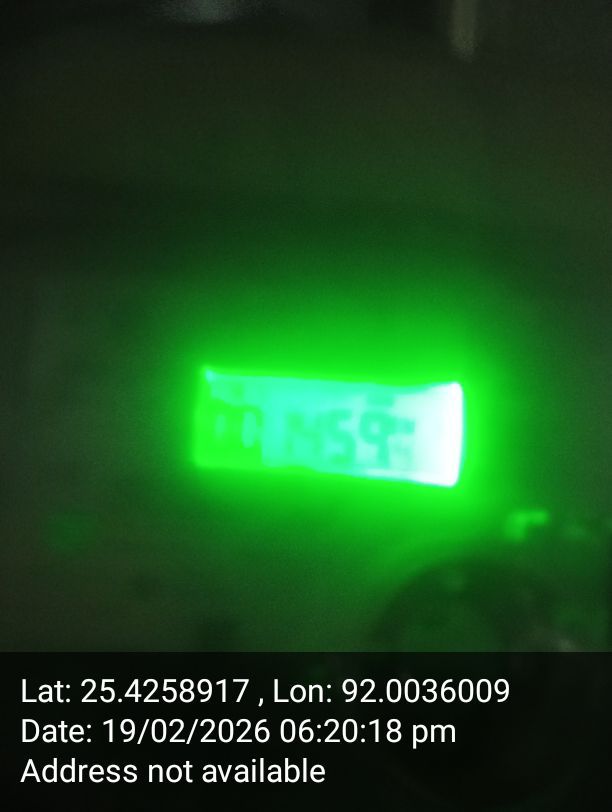 Lat: 25.4258917 , Lon: 92.0036009
Date: 19/02/2026 06:20:18 pm
Address not available